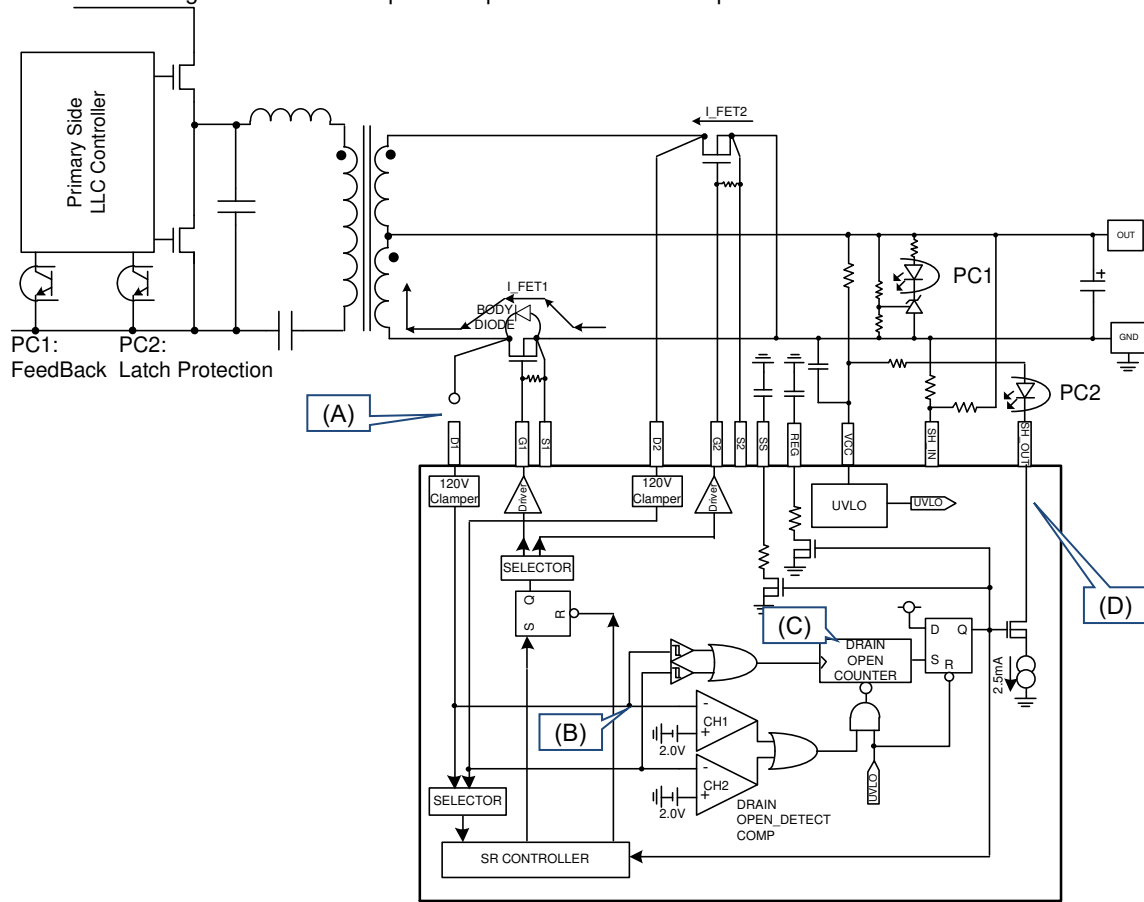 Primary Side
LLC Controller
I_FET2
OUT
PC1
I_FET1
BODY
DIODE
+
GND
PC1:
FeedBack
PC2:
Latch Protection
PC2
(A)
D1
G1
S1
D2
G2
S2
SS
REG
VCC
SH_IN
SH_OUT
120V
Clamper
Driver
120V
Clamper
Driver
UVLO
UVLO
SELECTOR
Q
S
R
(D)
(C)
DRAIN
OPEN
COUNTER
D
Q
S
R
2.5mA
(B)
-
CH1
+
2.0V
-
CH2
+
2.0V
UVLO
DRAIN
OPEN_DETECT
COMP
SELECTOR
SR CONTROLLER